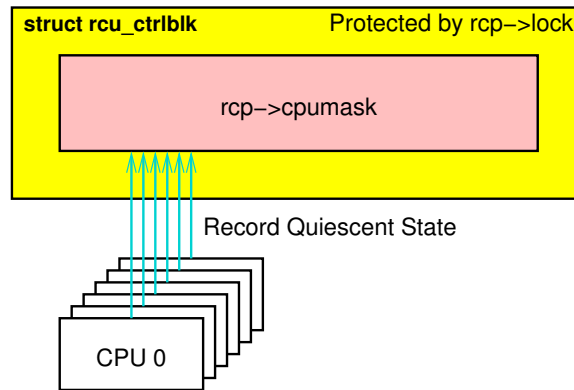 struct rcu_ctrlblk Protected by rcp−>lock
rcp−>cpumask
Record Quiescent State
CPU 0